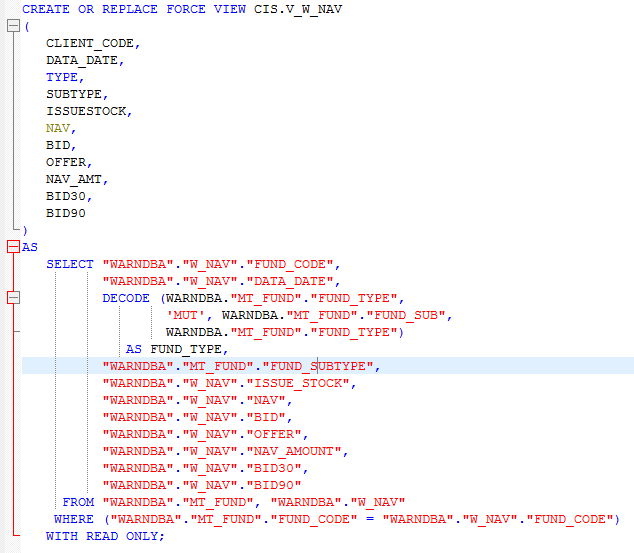 CREATE OR REPLACE FORCE VIEW CIS.V_W_NAV
(
CLIENT_CODE,
DATA_DATE,
TYPE,
SUBTYPE,
ISSUESTOCK,
NAV,
BID,
OFFER,
NAV_AMT,
BID30,
BID90
)
AS
SELECT "WARNDBA"."W_NAV"."FUND_CODE",
"WARNDBA"."W_NAV"."DATA_DATE",
DECODE (WARNDBA."MT_FUND"."FUND_TYPE",
'MUT', WARNDBA."MT_FUND"."FUND_SUB",
WARNDBA."MT_FUND"."FUND_TYPE")
AS FUND_TYPE,
"WARNDBA"."MT_FUND"."FUND_SUBTYPE",
"WARNDBA"."W_NAV"."ISSUE_STOCK",
"WARNDBA"."W_NAV"."NAV",
"WARNDBA"."W_NAV"."BID",
"WARNDBA"."W_NAV"."OFFER",
"WARNDBA"."W_NAV"."NAV_AMOUNT",
"WARNDBA"."W_NAV"."BID30",
"WARNDBA"."W_NAV"."BID90"
FROM "WARNDBA"."MT_FUND", "WARNDBA"."W_NAV"
WHERE ("WARNDBA"."MT_FUND"."FUND_CODE" = "WARNDBA"."W_NAV"."FUND_CODE")
WITH READ ONLY;